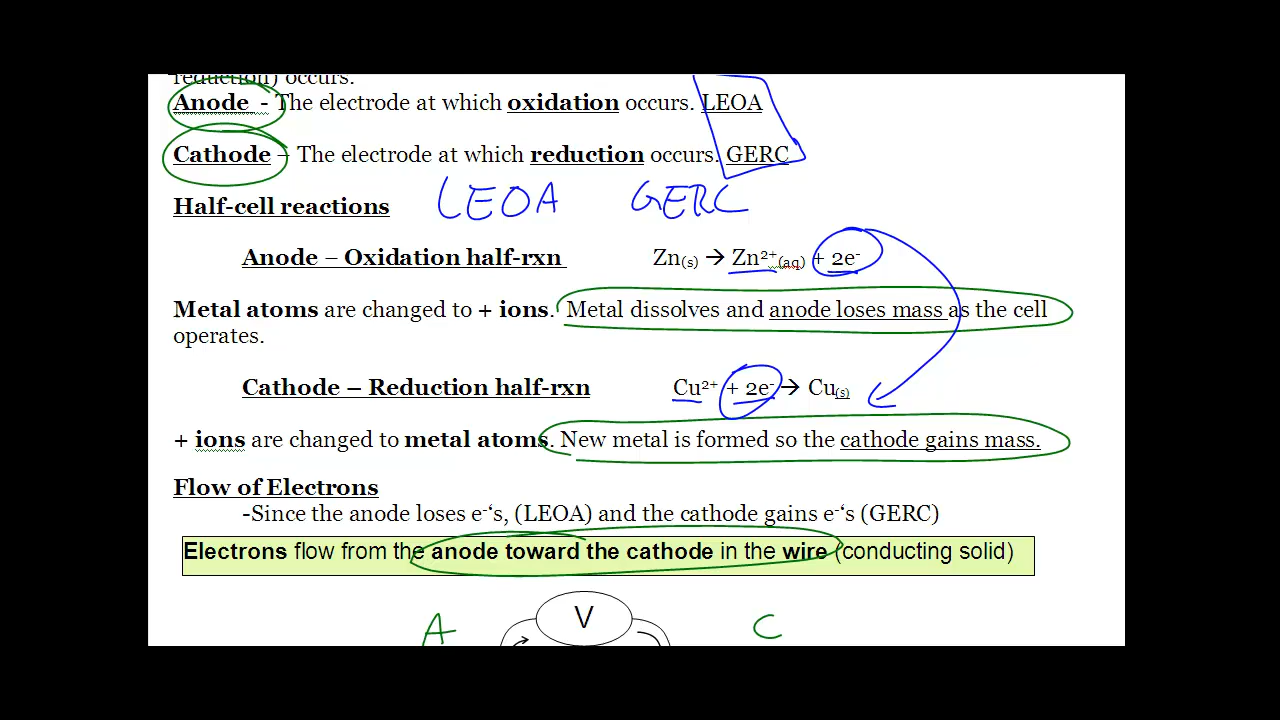 reduction) occurs.
Anode - The electrode at which oxidation occurs. LEOA
Cathode – The electrode at which reduction occurs. GERC
LEOA GERC
Half-cell reactions
Anode – Oxidation half-rxn Zn(s) → Zn²⁺(aq) + 2e⁻
Metal atoms are changed to + ions. Metal dissolves and anode loses mass as the cell
operates.
Cathode – Reduction half-rxn Cu²⁺ + 2e⁻ → Cu(s)
+ ions are changed to metal atoms. New metal is formed so the cathode gains mass.
Flow of Electrons
-Since the anode loses e⁻‘s, (LEOA) and the cathode gains e⁻‘s (GERC)
Electrons flow from the anode toward the cathode in the wire (conducting solid)
A V C